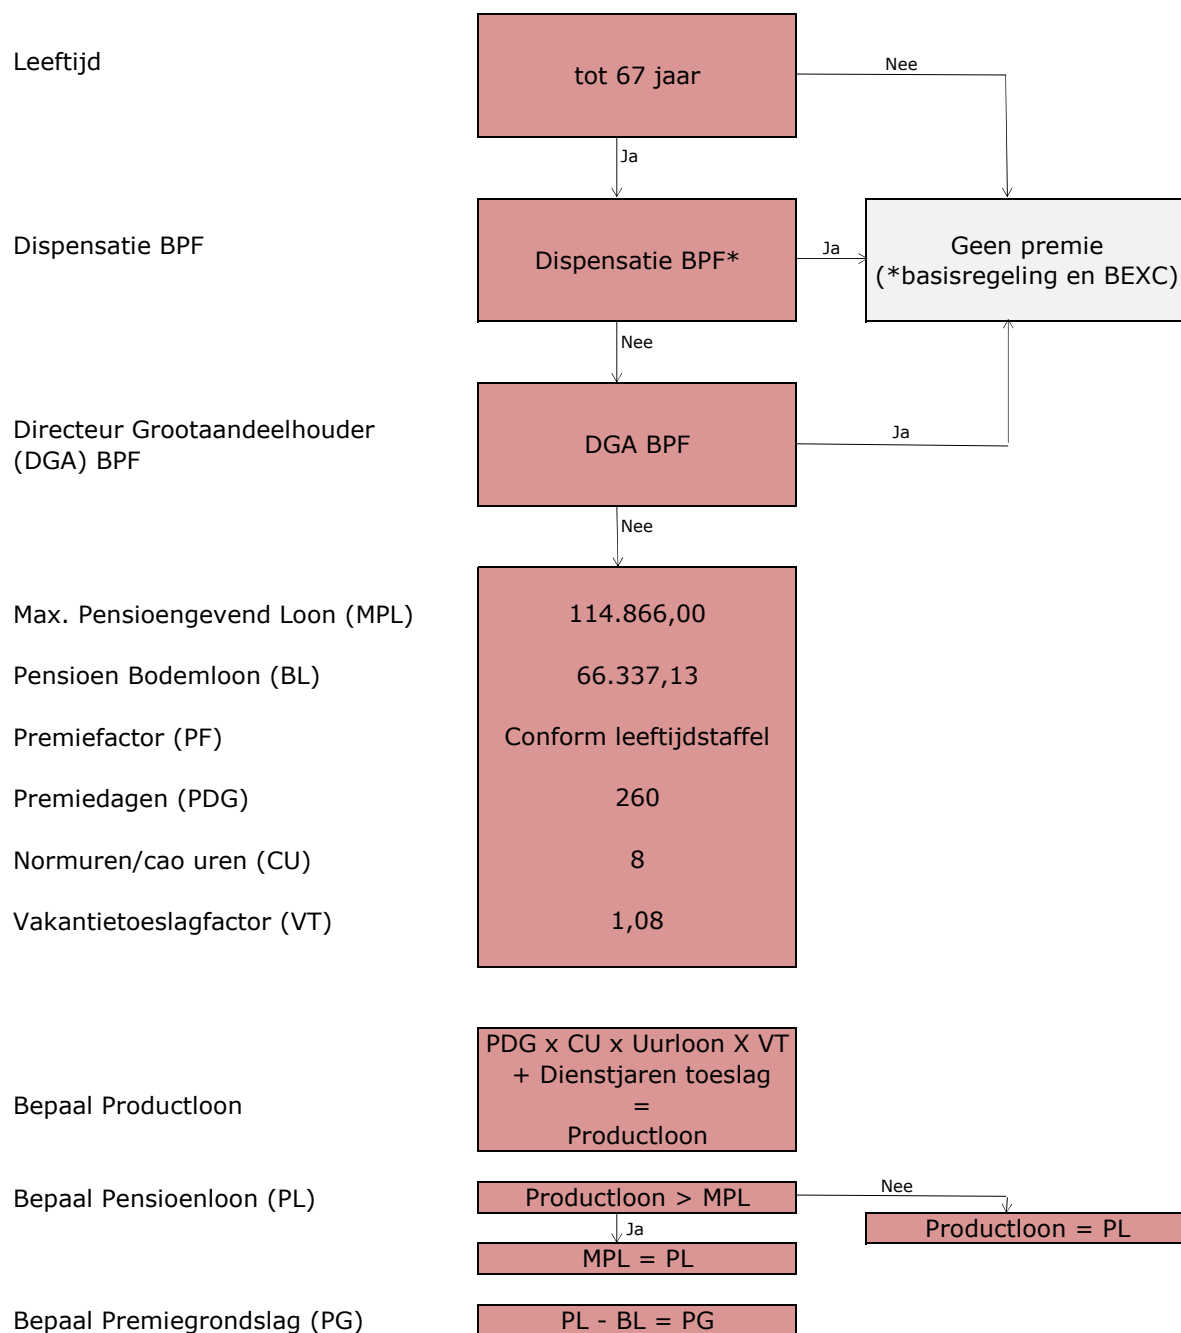 Leeftijd
tot 67 jaar
Nee
Ja
Dispensatie BPF
Dispensatie BPF*
Ja
Geen premie
(*basisregeling en BEXC)
Nee
Directeur Grootaandeelhouder
(DGA) BPF
DGA BPF
Ja
Nee
Max. Pensioengevend Loon (MPL)
114.866,00
Pensioen Bodemloon (BL)
66.337,13
Premiefactor (PF)
Conform leeftijdstaffel
Premiedagen (PDG)
260
Normuren/cao uren (CU)
8
Vakantietoeslagfactor (VT)
1,08
Bepaal Productloon
PDG x CU x Uurloon X VT
+ Dienstjaren toeslag
=
Productloon
Bepaal Pensioenloon (PL)
Productloon > MPL
Nee
Productloon = PL
Ja
MPL = PL
Bepaal Premiegrondslag (PG)
PL - BL = PG